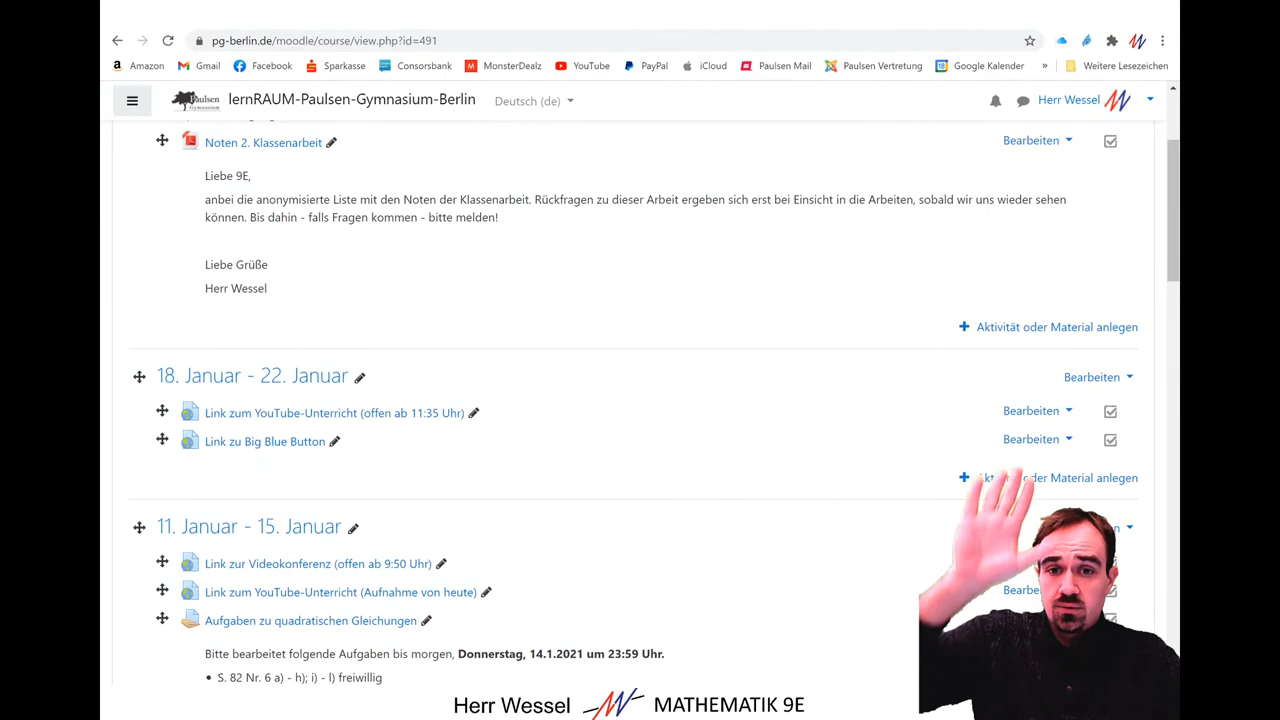 pg-berlin.de/moodle/course/view.php?id=491
Amazon Gmail Facebook Sparkasse Consorsbank MonsterDealz YouTube PayPal iCloud Paulsen Mail Paulsen Vertretung Google Kalender » Weitere Lesezeichen
Paulsen Gymnasium lernRAUM-Paulsen-Gymnasium-Berlin Deutsch (de) Herr Wessel
Noten 2. Klassenarbeit Bearbeiten
Liebe 9E,
anbei die anonymisierte Liste mit den Noten der Klassenarbeit. Rückfragen zu dieser Arbeit ergeben sich erst bei Einsicht in die Arbeiten, sobald wir uns wieder sehen
können. Bis dahin - falls Fragen kommen - bitte melden!
Liebe Grüße
Herr Wessel
+ Aktivität oder Material anlegen
18. Januar - 22. Januar Bearbeiten
Link zum YouTube-Unterricht (offen ab 11:35 Uhr) Bearbeiten
Link zu Big Blue Button Bearbeiten
+ der Material anlegen
11. Januar - 15. Januar
Link zur Videokonferenz (offen ab 9:50 Uhr)
Link zum YouTube-Unterricht (Aufnahme von heute)
Aufgaben zu quadratischen Gleichungen
Bitte bearbeitet folgende Aufgaben bis morgen, Donnerstag, 14.1.2021 um 23:59 Uhr.
• S. 82 Nr. 6 a) - h); i) - l) freiwillig
Herr Wessel MATHEMATIK 9E